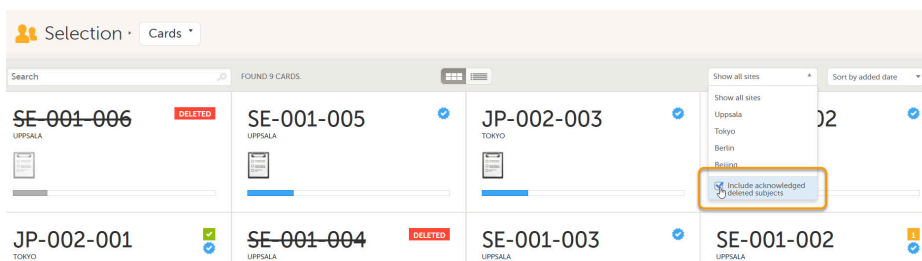 Selection
Cards
Search
FOUND 9 CARDS.
Show all sites
Sort by added date
Show all sites
Uppsala
Tokyo
Berlin
Beijing
Include acknowledged
deleted subjects
SE-001-006
DELETED
UPPSALA
SE-001-005
UPPSALA
JP-002-003
TOKYO
02
JP-002-001
TOKYO
SE-001-004
DELETED
UPPSALA
SE-001-003
UPPSALA
SE-001-002
1
UPPSALA